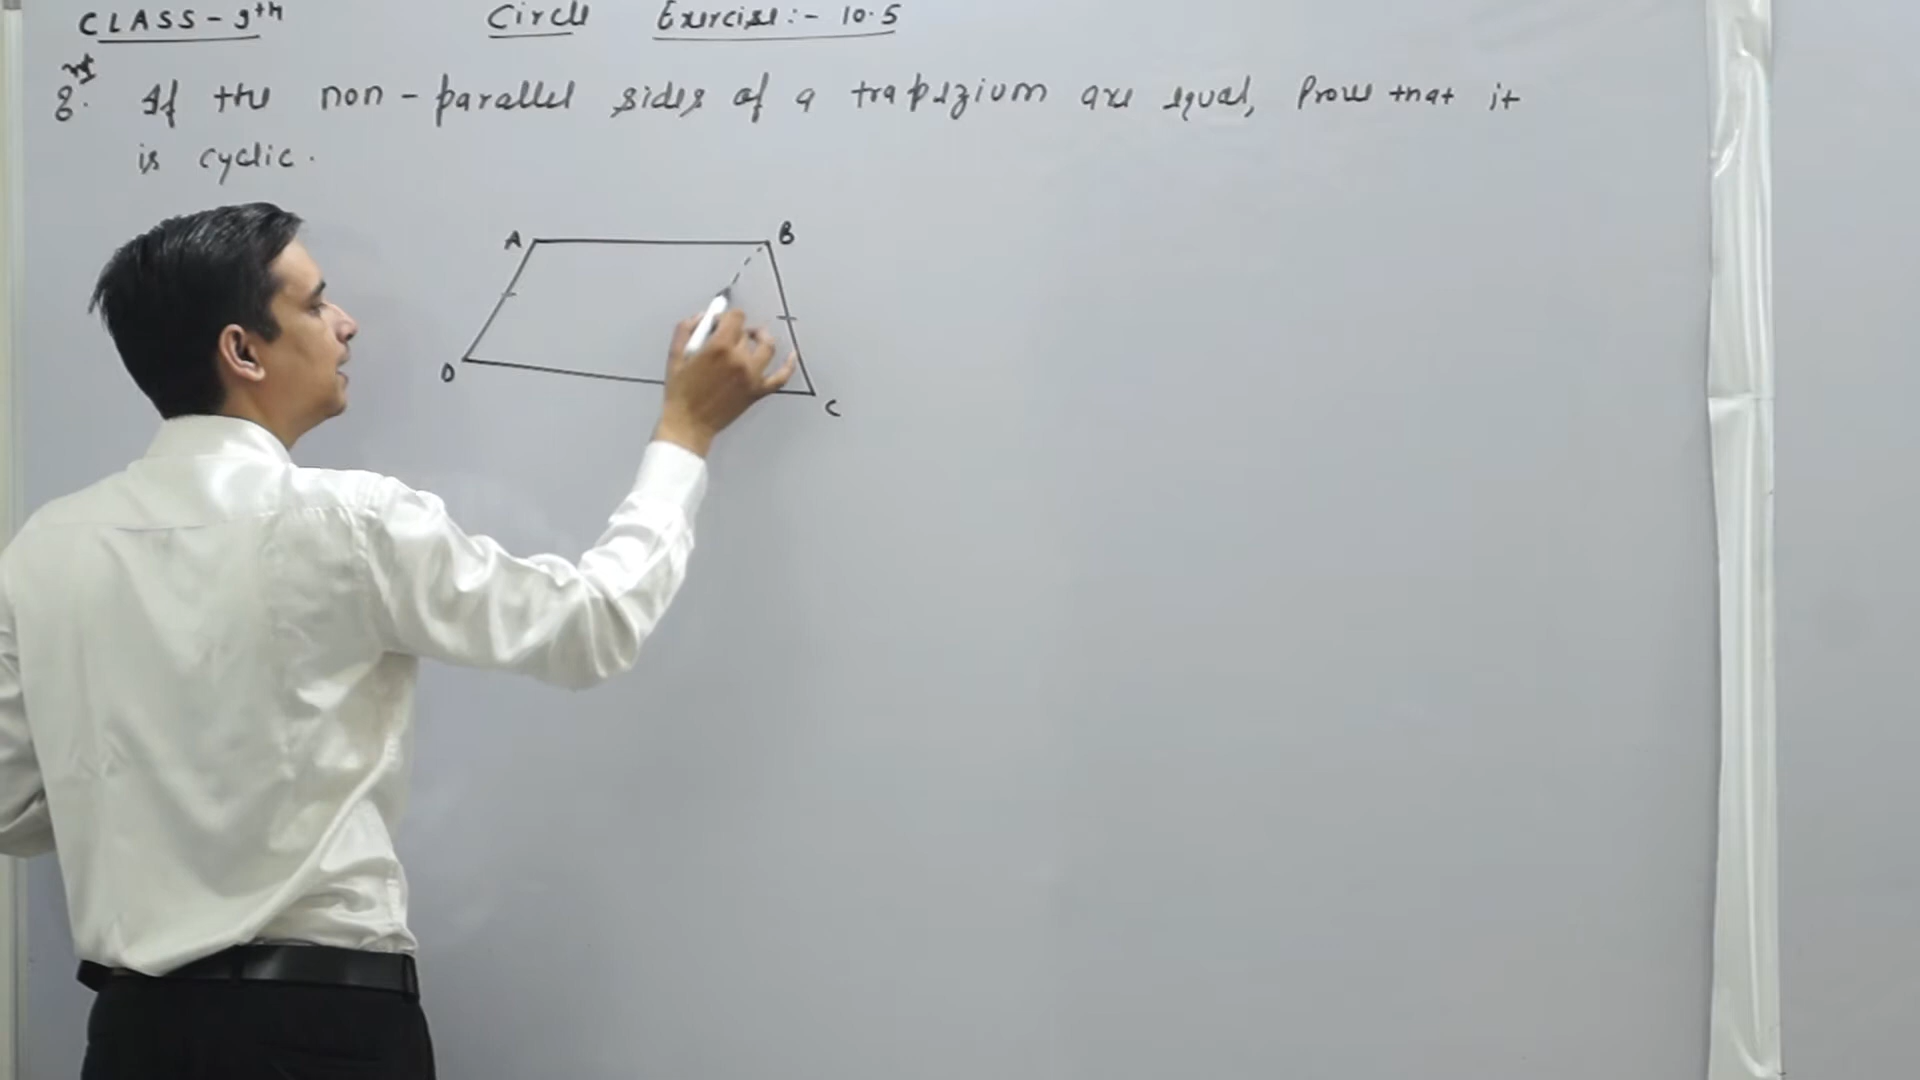 CLASS - 9th Circle Exercise:- 10.5
8. If the non-parallel sides of a trapezium are equal, Prove that it
is cyclic.
A B
D C